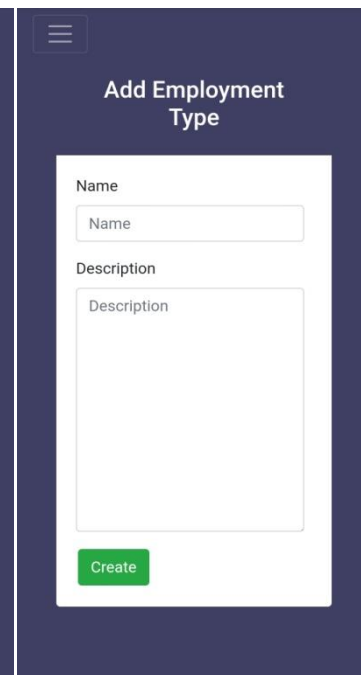 Add Employment
Type
Name
Name
Description
Description
Create